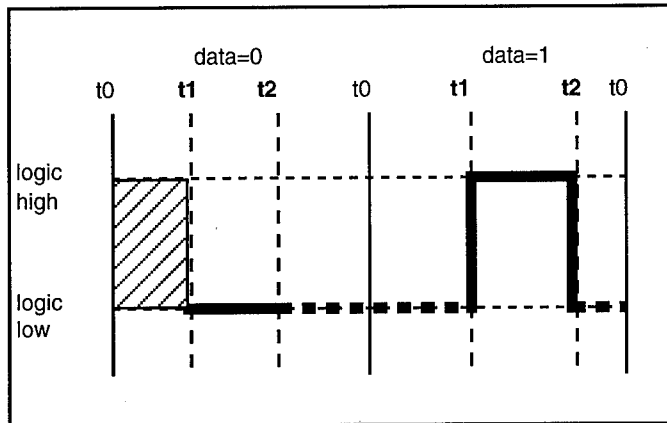 data=0 data=1
t0 t1 t2 t0 t1 t2 t0
logic
high
logic
low